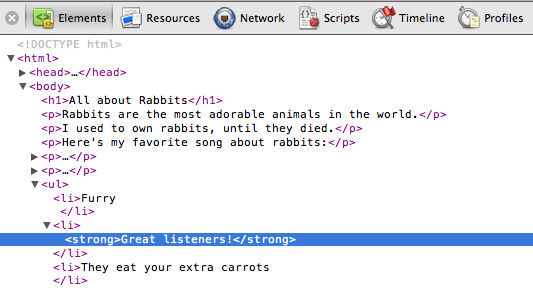 Elements Resources Network Scripts Timeline Profiles
<!DOCTYPE html>
▼<html>
▶<head>…</head>
▼<body>
<h1>All about Rabbits</h1>
<p>Rabbits are the most adorable animals in the world.</p>
<p>I used to own rabbits, until they died.</p>
<p>Here's my favorite song about rabbits:</p>
▶<p>…</p>
▶<p>…</p>
▼<ul>
<li>Furry
</li>
▼<li>
<strong>Great listeners!</strong>
</li>
<li>They eat your extra carrots
</li>